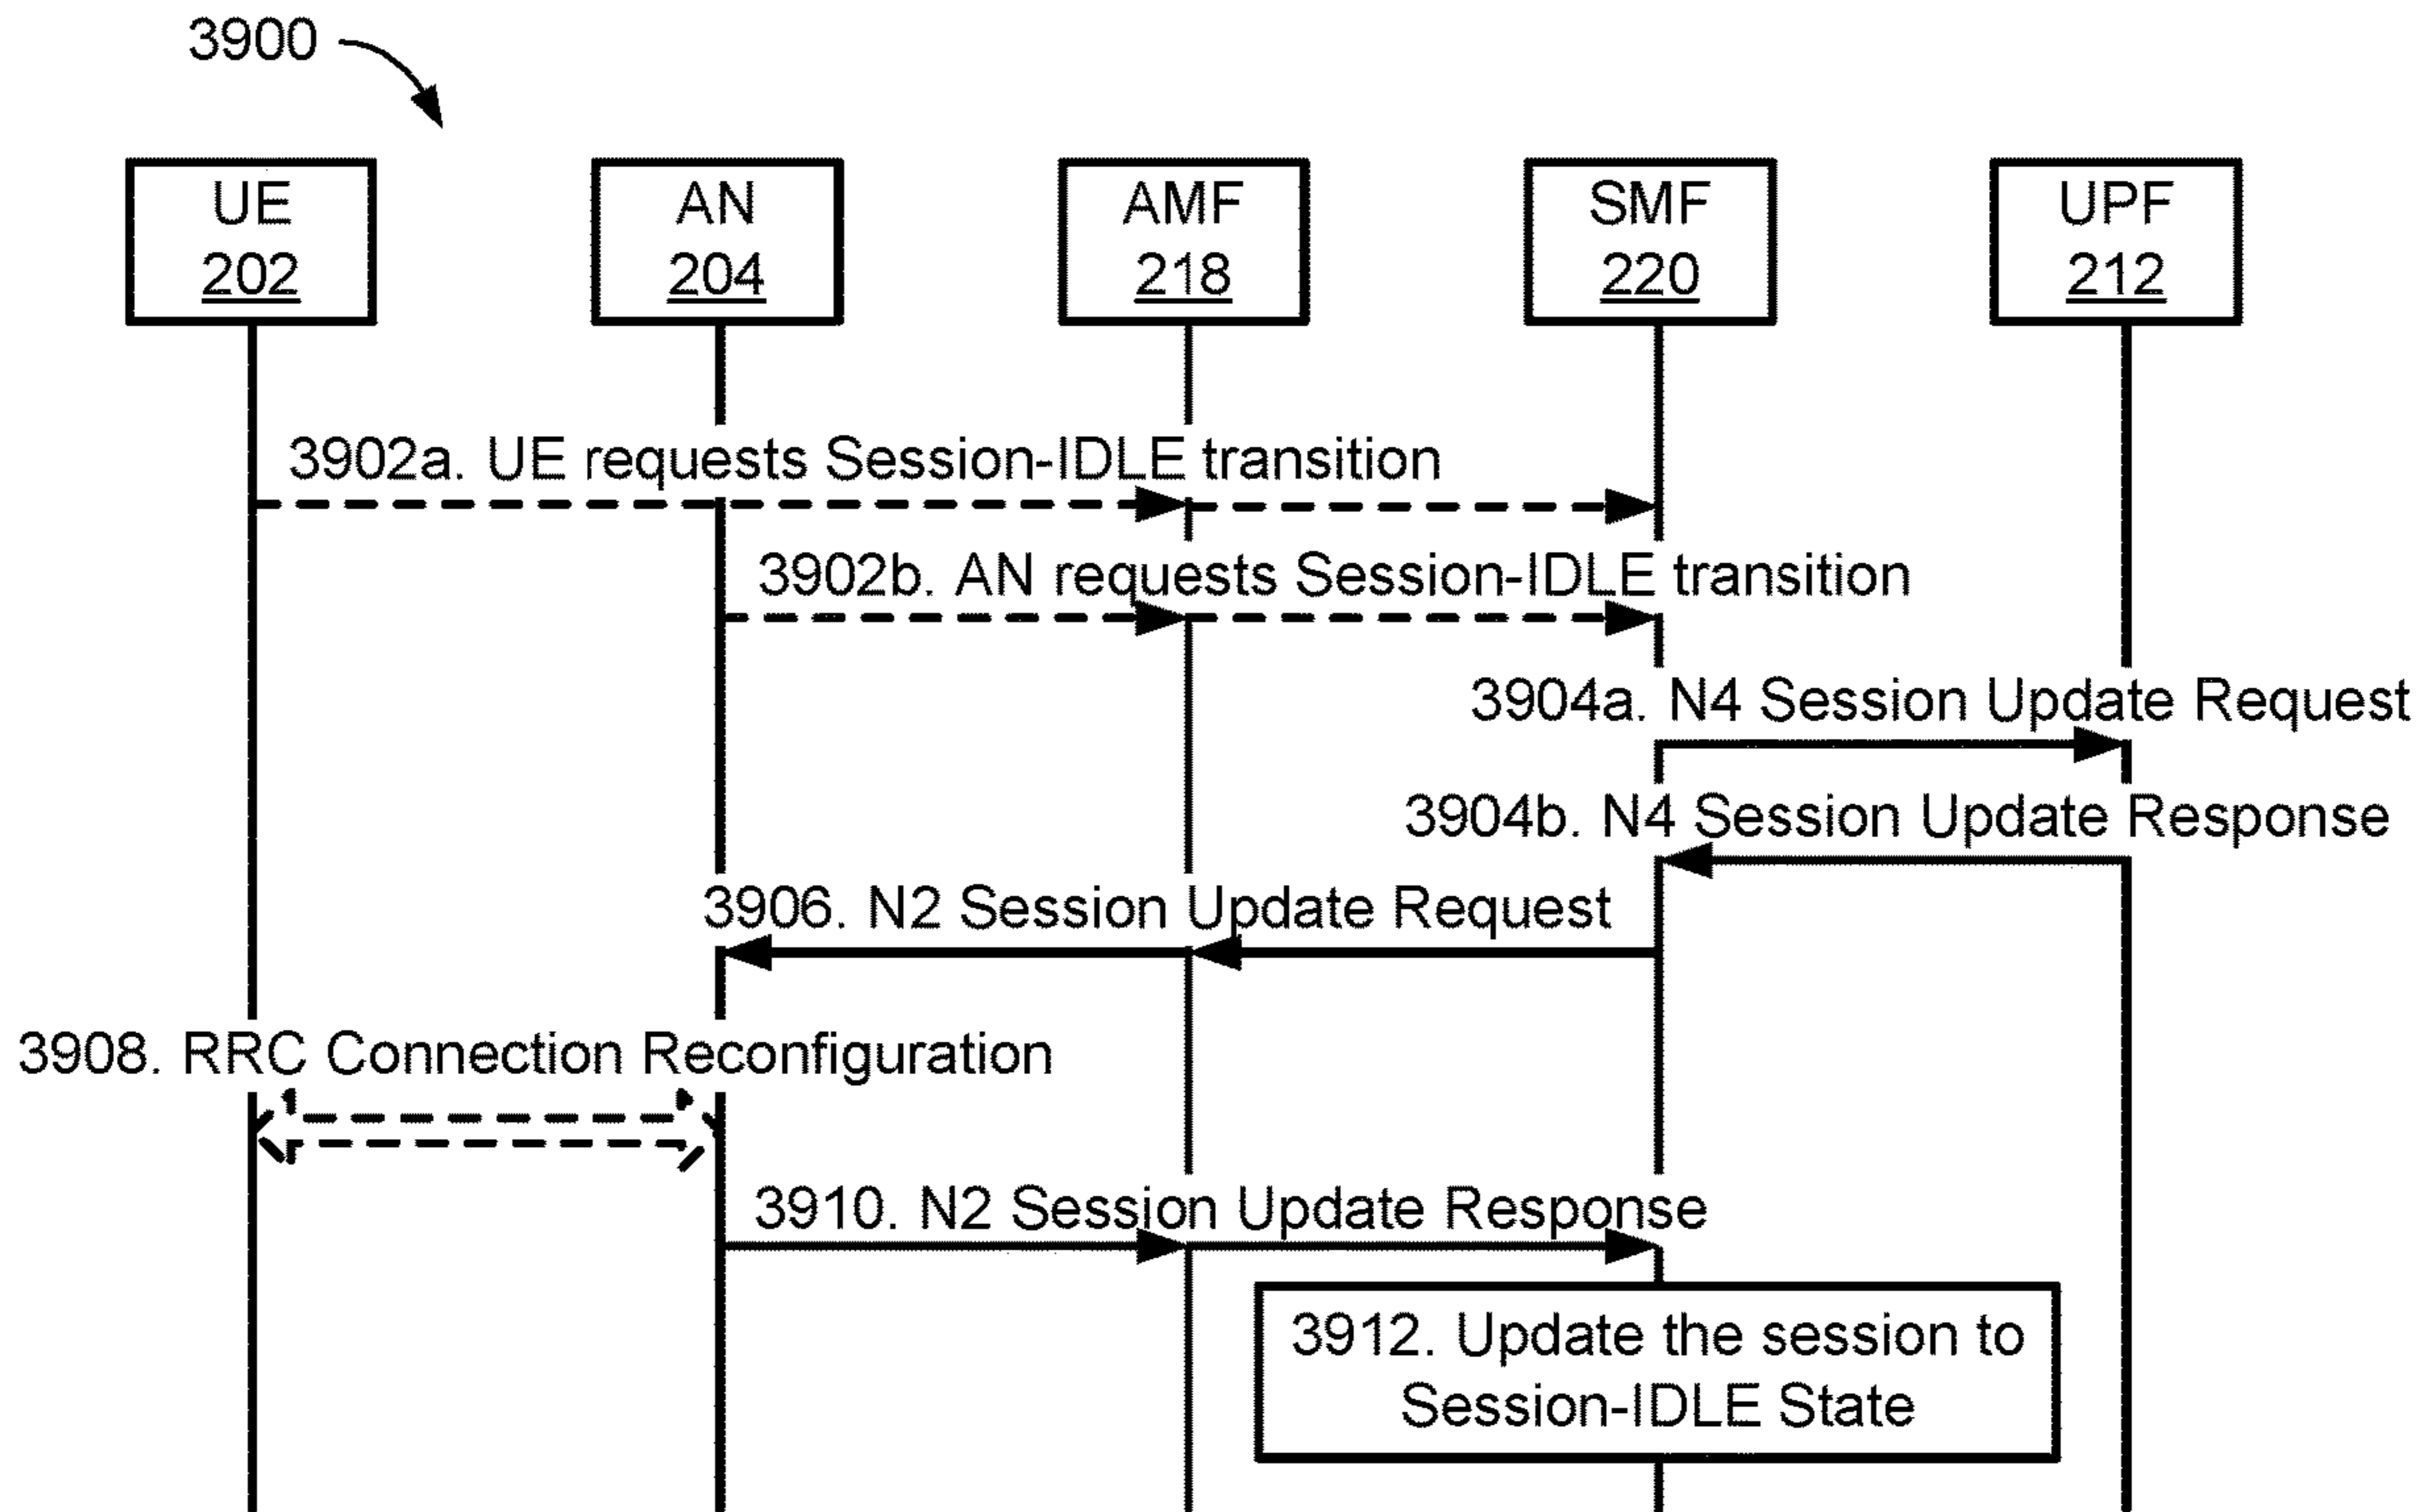 3900
UE
202
AN
204
AMF
218
SMF
220
UPF
212
3902a. UE requests Session-IDLE transition
3902b. AN requests Session-IDLE transition
3904a. N4 Session Update Request
3904b. N4 Session Update Response
3906. N2 Session Update Request
3908. RRC Connection Reconfiguration
3910. N2 Session Update Response
3912. Update the session to
Session-IDLE State